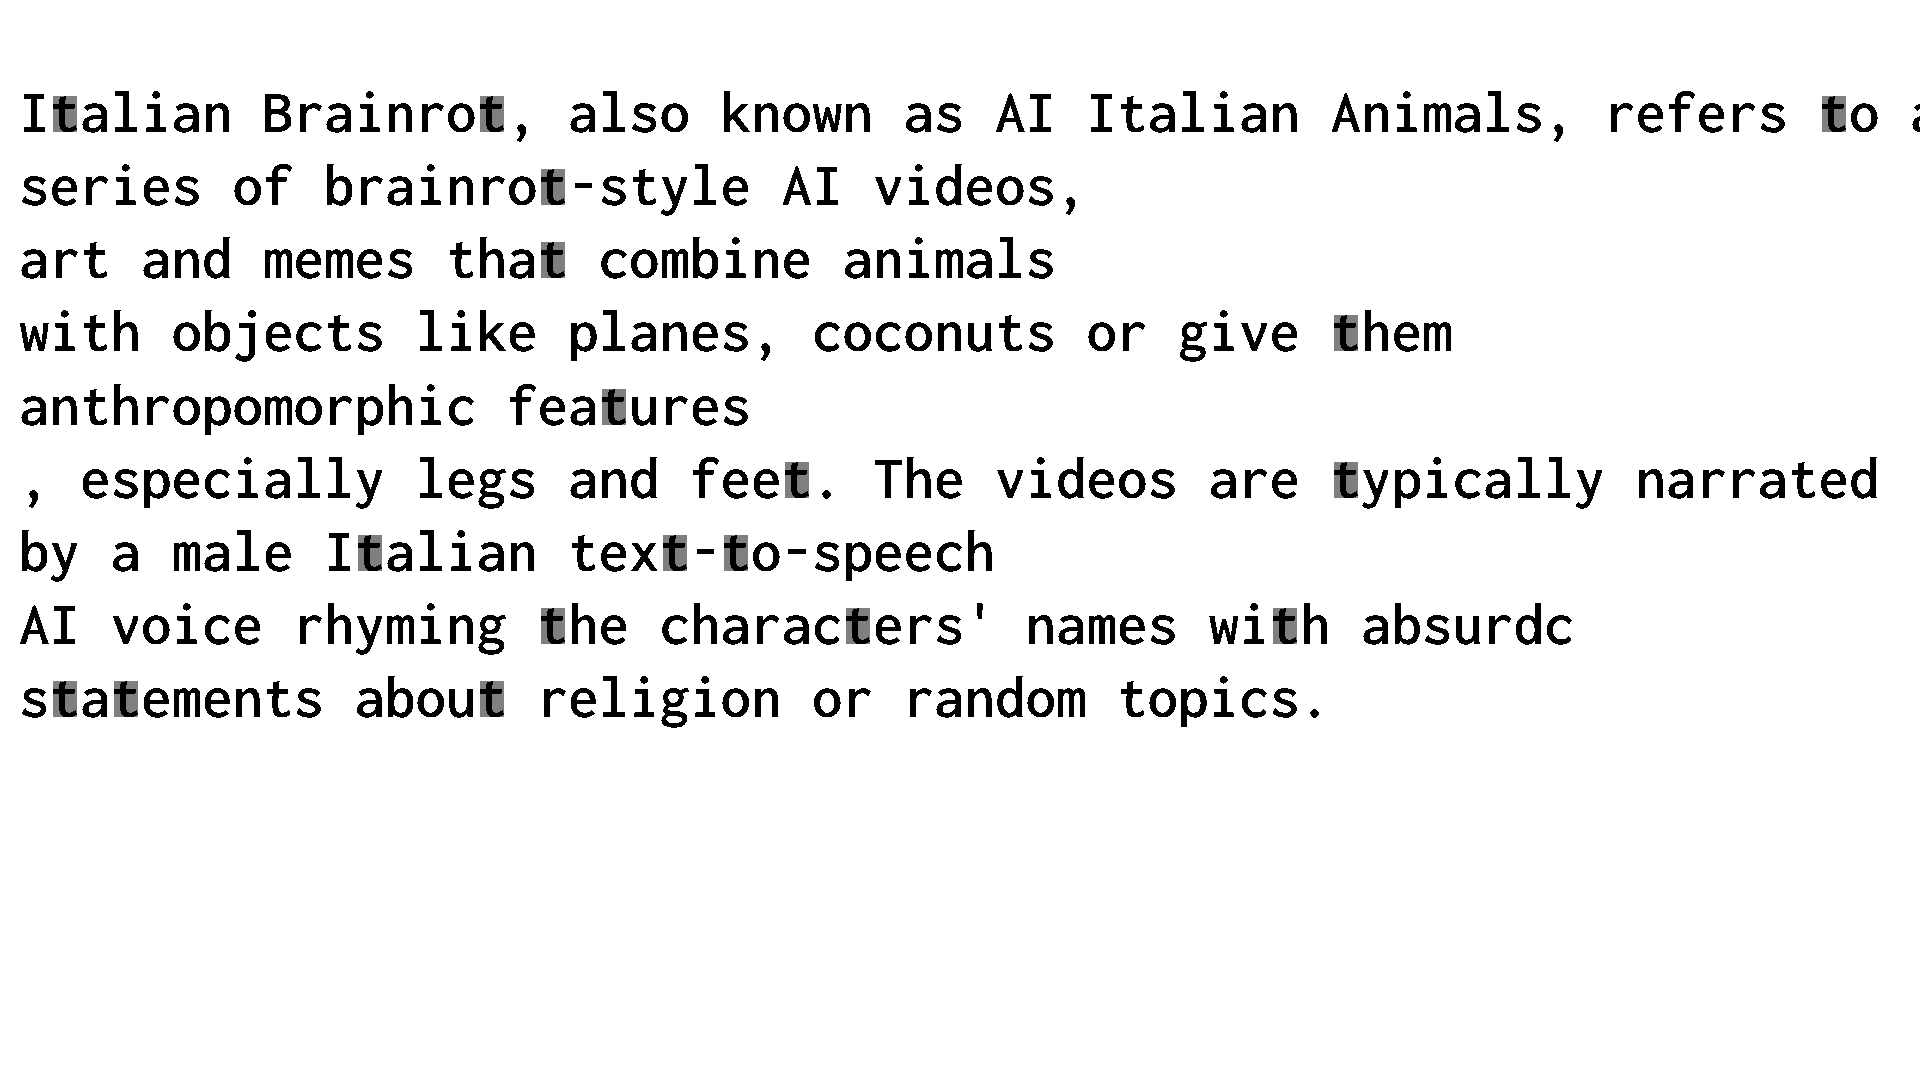 Italian Brainrot, also known as AI Italian Animals, refers to a
series of brainrot-style AI videos,
art and memes that combine animals
with objects like planes, coconuts or give them
anthropomorphic features
, especially legs and feet. The videos are typically narrated
by a male Italian text-to-speech
AI voice rhyming the characters' names with absurdc
statements about religion or random topics.